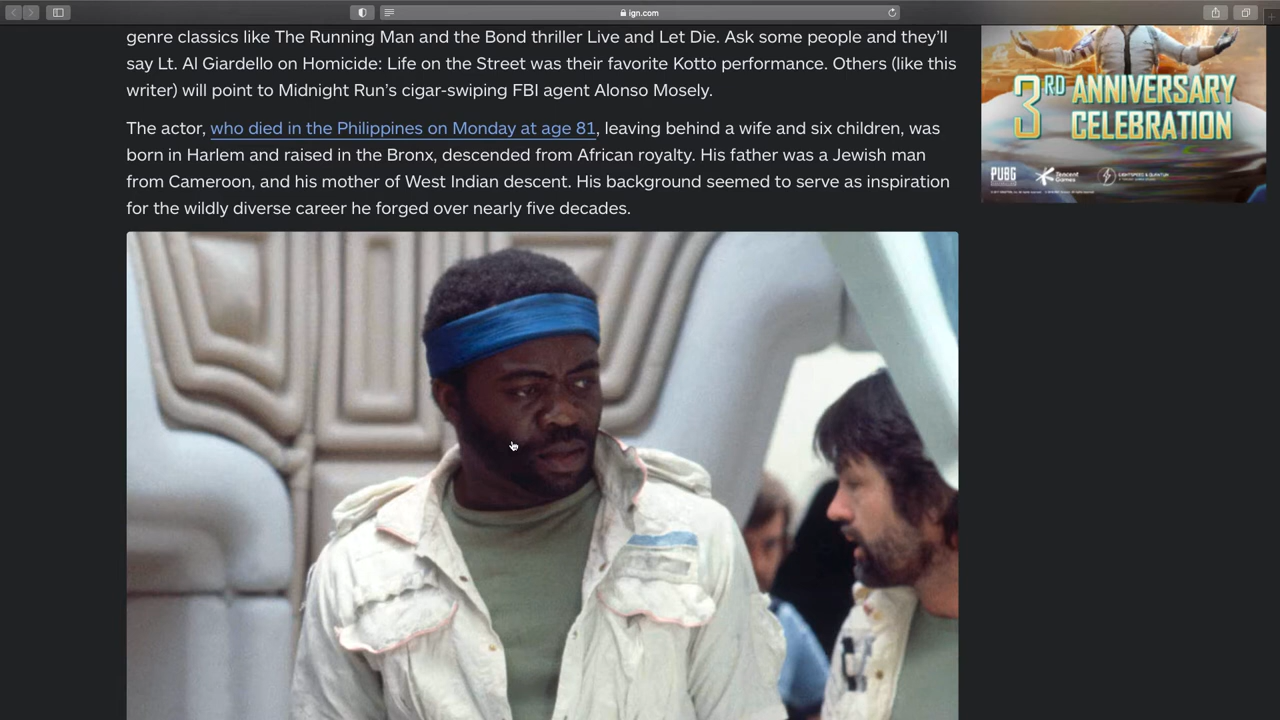 ign.com
genre classics like The Running Man and the Bond thriller Live and Let Die. Ask some people and they'll
say Lt. Al Giardello on Homicide: Life on the Street was their favorite Kotto performance. Others (like this
writer) will point to Midnight Run's cigar-swiping FBI agent Alonso Mosely.
The actor, who died in the Philippines on Monday at age 81, leaving behind a wife and six children, was
born in Harlem and raised in the Bronx, descended from African royalty. His father was a Jewish man
from Cameroon, and his mother of West Indian descent. His background seemed to serve as inspiration
for the wildly diverse career he forged over nearly five decades.
3RD ANNIVERSARY
CELEBRATION
PUBG
Tencent
Games
LIGHTSPEED & QUANTUM